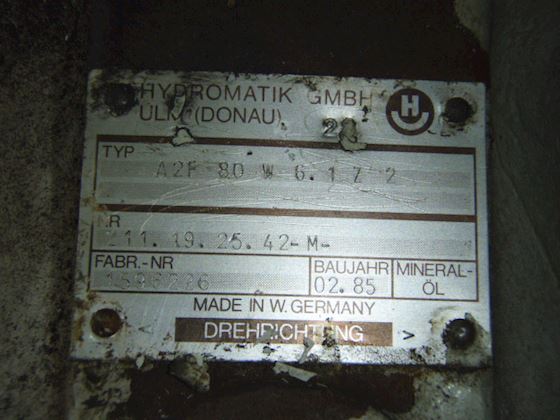 HYDROMATIK GMBH
ULM (DONAU)
H
TYP
A2F 80 W 6.1 Z 2
NR
211.19.25.42-M-
FABR.-NR
BAUJAHR
02.85
MINERAL-
ÖL
MADE IN W. GERMANY
DREHRICHTENG >